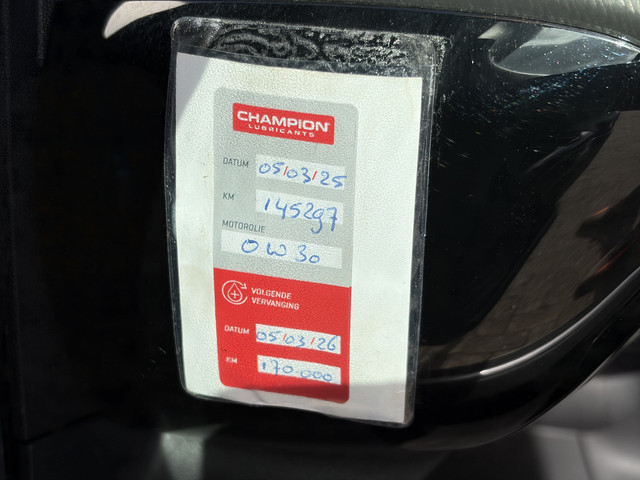 CHAMPION
LUBRICANTS
DATUM 05/03/25
KM 145297
MOTOROLIE
0W30
VOLGENDE
VERVANGING
DATUM 05/03/26
KM 170.000